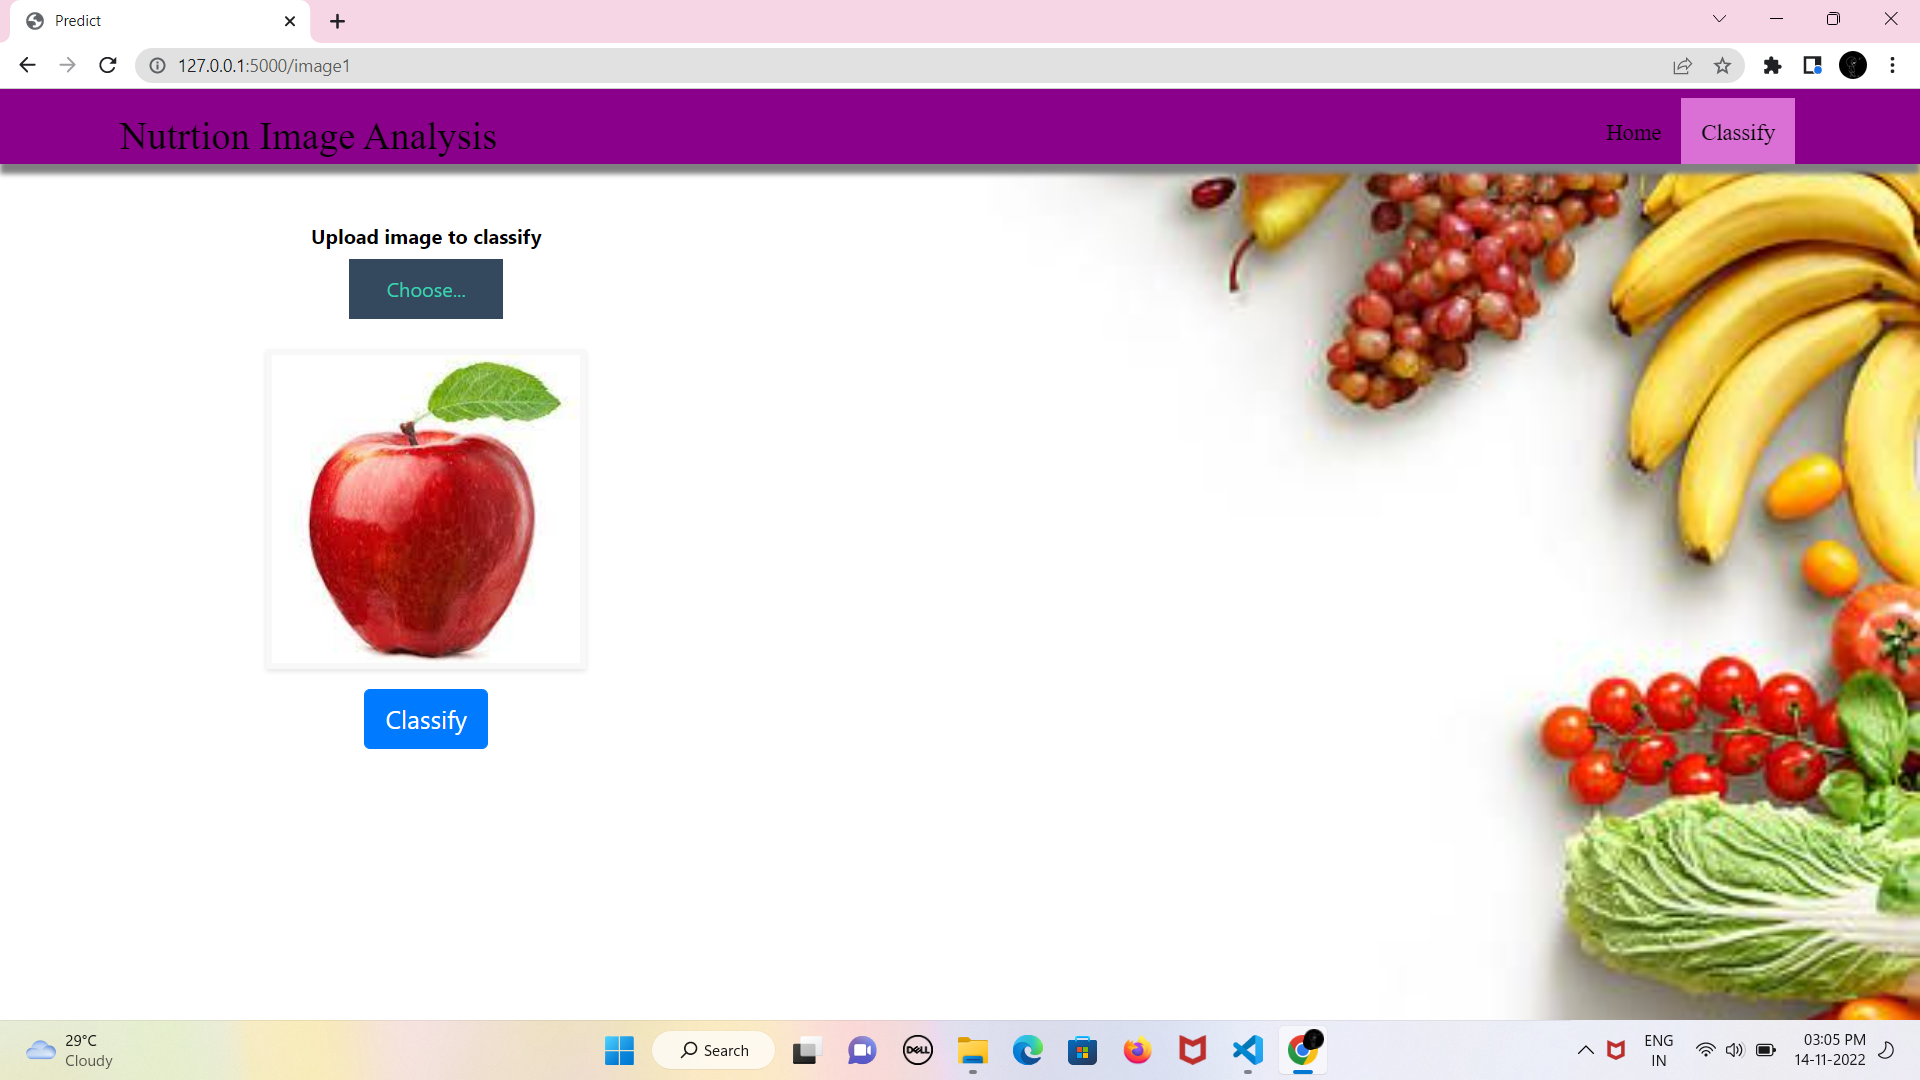 Predict
127.0.0.1:5000/image1
Nutrtion Image Analysis
Home
Classify
Upload image to classify
Choose...
Classify
29°C
Cloudy
Search
DELL
ENG
IN
03:05 PM
14-11-2022